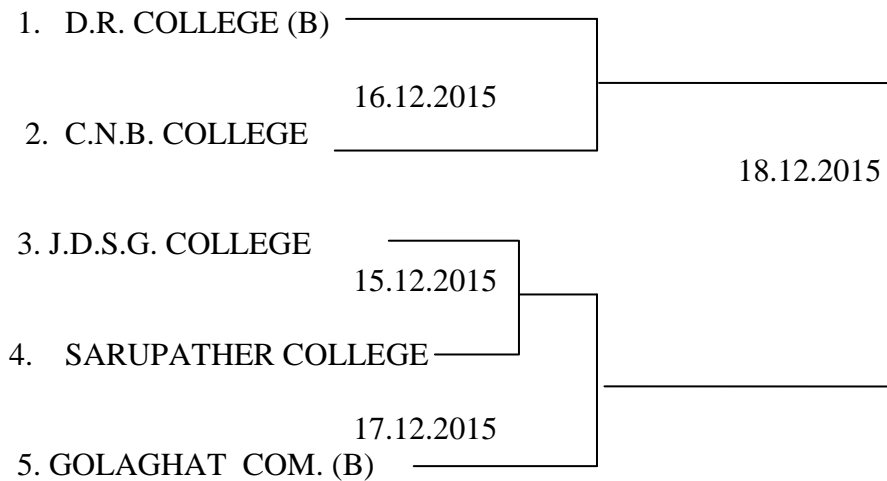 1. D.R. COLLEGE (B)
16.12.2015
2. C.N.B. COLLEGE
18.12.2015
3. J.D.S.G. COLLEGE
15.12.2015
4. SARUPATHER COLLEGE
17.12.2015
5. GOLAGHAT COM. (B)